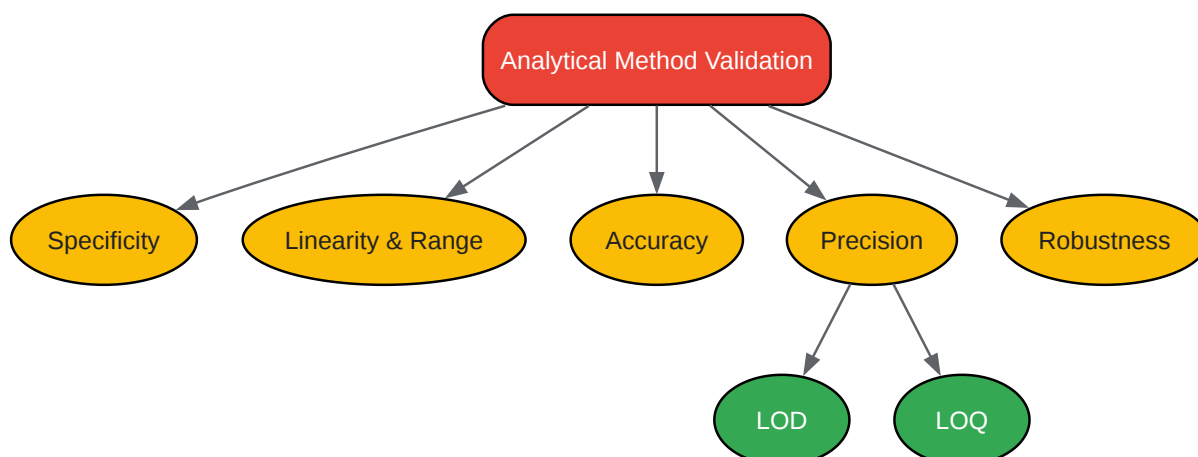 Analytical Method Validation
Specificity
Linearity & Range
Accuracy
Precision
Robustness
LOD
LOQ